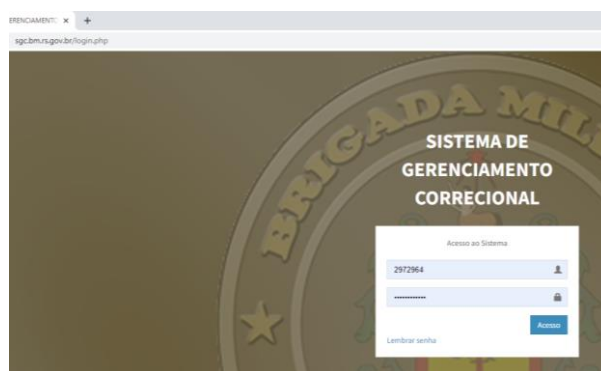 ERENCIAMENTO × +
sgc.bm.rs.gov.br/login.php
BRIGADA MIL
SISTEMA DE
GERENCIAMENTO
CORRECIONAL
Acesso ao Sistema
2972964
••••••••••••
Acesso
Lembrar senha